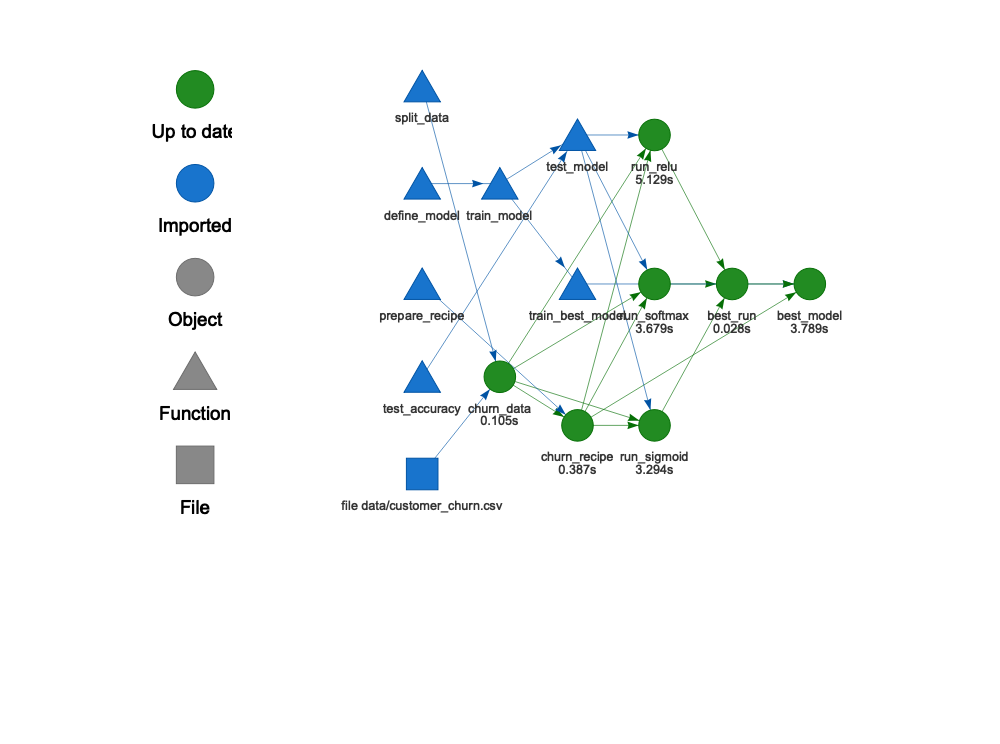 Up to date
Imported
Object
Function
File
split_data
define_model
train_model
test_model
run_relu
5.129s
prepare_recipe
train_best_model
run_softmax
3.679s
best_run
0.028s
best_model
3.789s
test_accuracy
churn_data
0.105s
churn_recipe
0.387s
run_sigmoid
3.294s
file data/customer_churn.csv